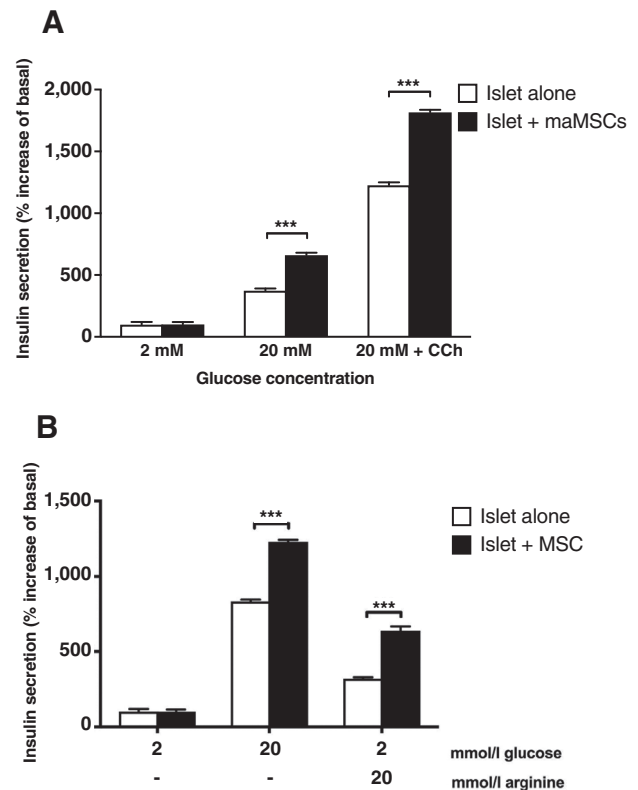 A
Insulin secretion (% increase of basal)
2,000
1,500
1,000
500
0
***
***
Islet alone
Islet + maMSCs
2 mM
20 mM
20 mM + CCh
Glucose concentration
B
Insulin secretion (% increase of basal)
1,500
1,000
500
0
***
***
Islet alone
Islet + MSC
2 20 2 mmol/l glucose
- - 20 mmol/l arginine